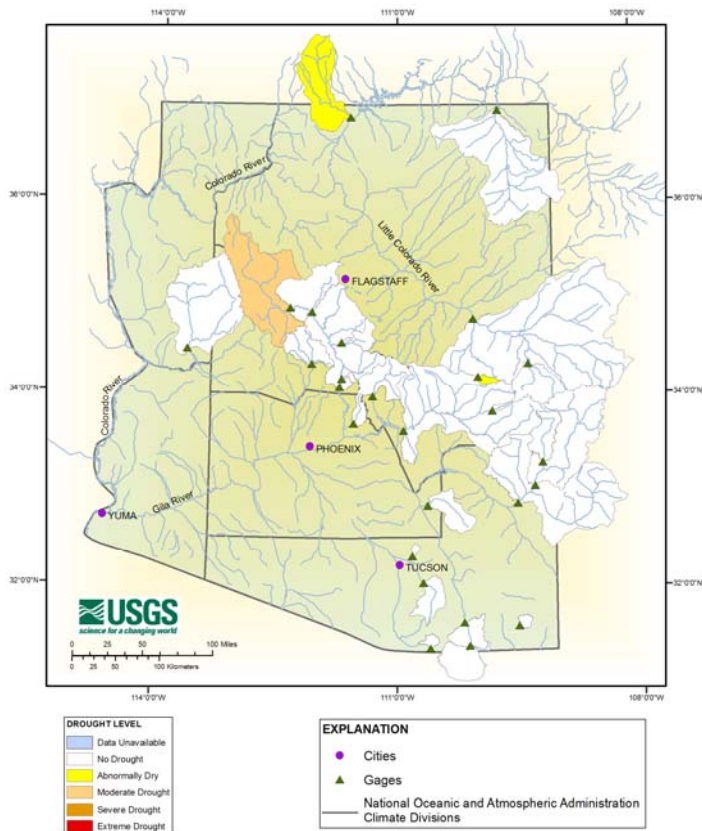 114°0'0"W
111°0'0"W
108°0'0"W
36°0'0"N
36°0'0"N
Colorado River
Little Colorado River
FLAGSTAFF
34°0'0"N
34°0'0"N
Colorado River
PHOENIX
Gila River
YUMA
TUCSON
32°0'0"N
32°0'0"N
USGS
science for a changing world
0 25 50 100 Miles
0 25 50 100 Kilometers
114°0'0"W
111°0'0"W
108°0'0"W
DROUGHT LEVEL
Data Unavailable
No Drought
Abnormally Dry
Moderate Drought
Severe Drought
Extreme Drought
EXPLANATION
Cities
Gages
National Oceanic and Atmospheric Administration
Climate Divisions